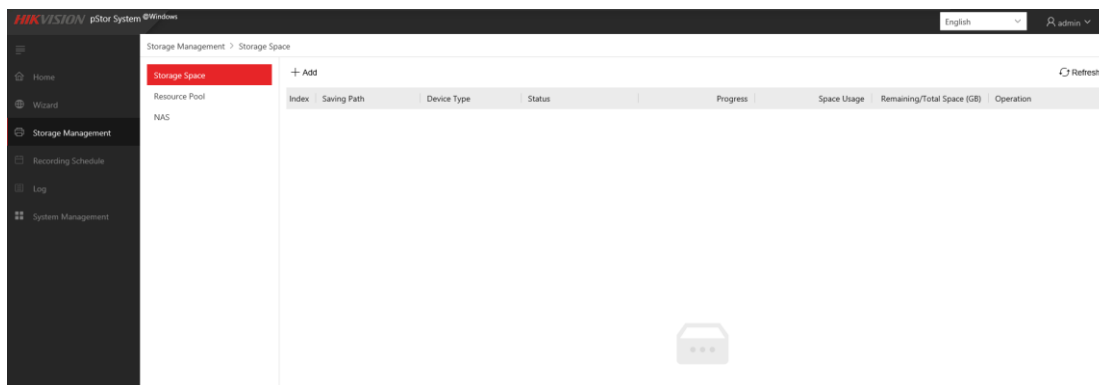 HIKVISION pStor System @Windows
English
admin
Storage Management > Storage Space
Home
Wizard
Storage Management
Recording Schedule
Log
System Management
Storage Space
Resource Pool
NAS
+ Add
Refresh
Index Saving Path Device Type Status Progress Space Usage Remaining/Total Space (GB) Operation